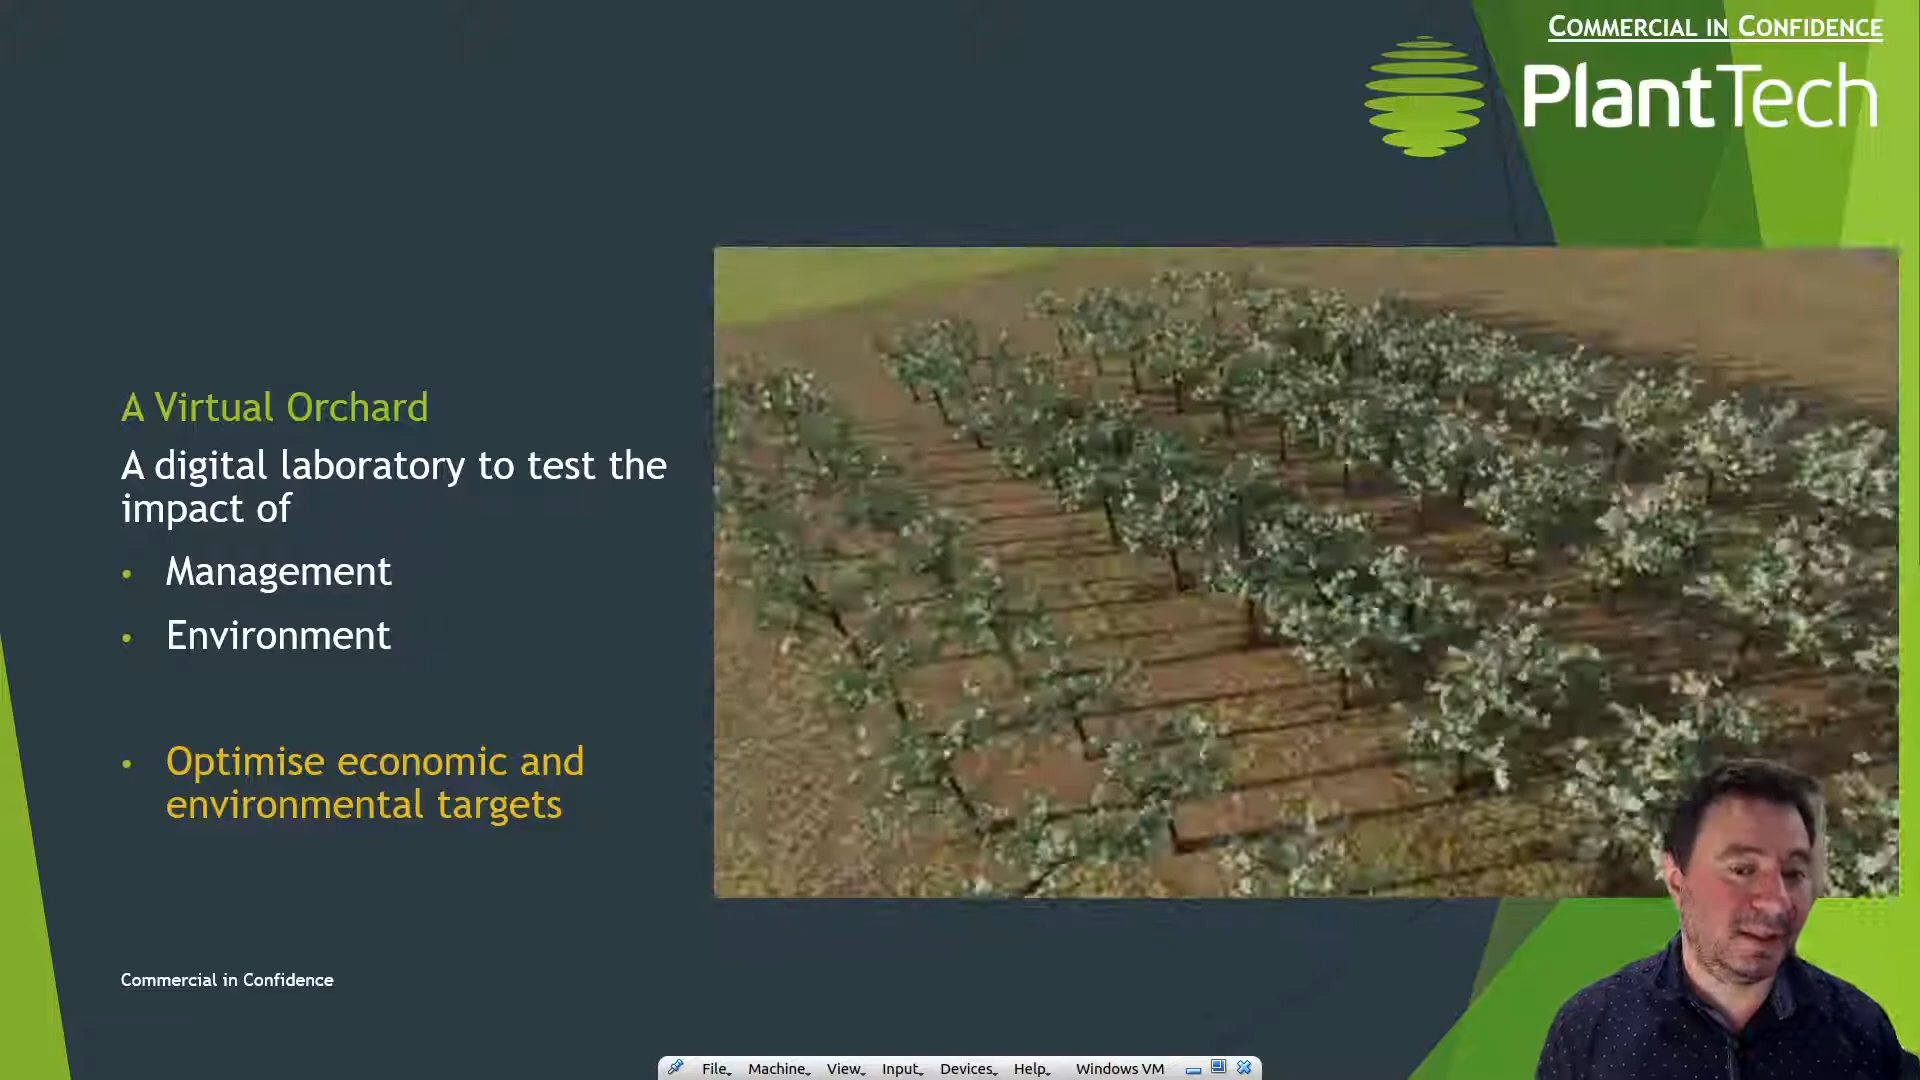 COMMERCIAL IN CONFIDENCE
PlantTech
A Virtual Orchard
A digital laboratory to test the
impact of
• Management
• Environment
• Optimise economic and
environmental targets
Commercial in Confidence
File Machine View Input Devices Help Windows VM